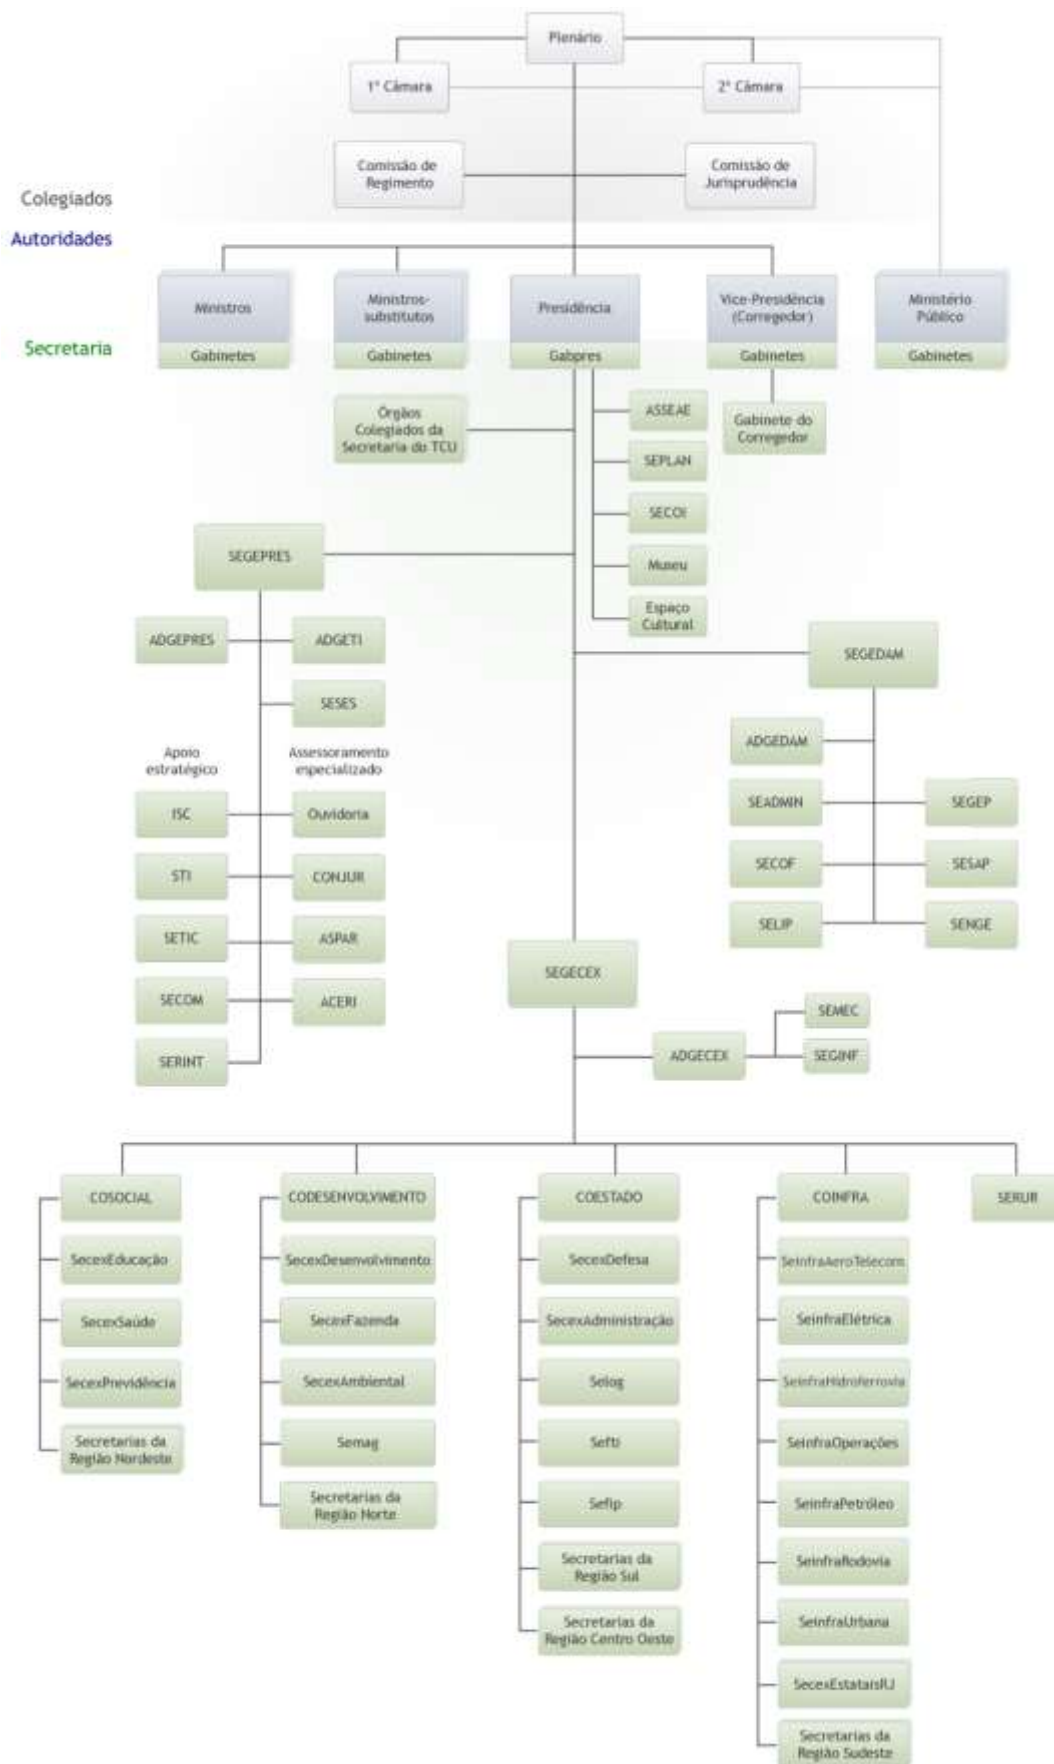 Plenário
1ª Câmara
2ª Câmara
Comissão de
Regimento
Comissão de
Jurisprudência
Colegiados
Autoridades
Ministros
Ministros-
substitutos
Presidência
Vice-Presidência
(Corregedor)
Ministério
Público
Secretaria
Gabinetes
Gabinetes
Gabpres
Gabinetes
Gabinetes
Órgãos
Colegiados da
Secretaria do TCU
ASSEAE
Gabinete do
Corregedor
SEPLAN
SECOI
Museu
Espaço
Cultural
SEGEPRES
ADGEPRES
ADGETI
SESES
Apoio
estratégico
Assessoramento
especializado
ISC
Ouvidoria
STI
CONJUR
SETIC
ASPAR
SECOM
ACERI
SERINT
SEGEDAM
ADGEDAM
SEADMIN
SEGEP
SECOF
SESAP
SELIP
SENGE
SEGECEX
ADGECEX
SEMEC
SEGINF
COSOCIAL
SecexEducação
SecexSaúde
SecexPrevidência
Secretarias da
Região Nordeste
CODESENVOLVIMENTO
SecexDesenvolvimento
SecexFazenda
SecexAmbiental
Semag
Secretarias da
Região Norte
COESTADO
SecexDefesa
SecexAdministração
Selog
Sefti
Sefip
Secretarias da
Região Sul
Secretarias da
Região Centro Oeste
COINFRA
SeinfraAeroTelecom
SeinfraElétrica
SeinfraHidroferrovia
SeinfraOperações
SeinfraPetróleo
SeinfraRodovia
SeinfraUrbana
SecexEstataisRJ
Secretarias da
Região Sudeste
SERUR